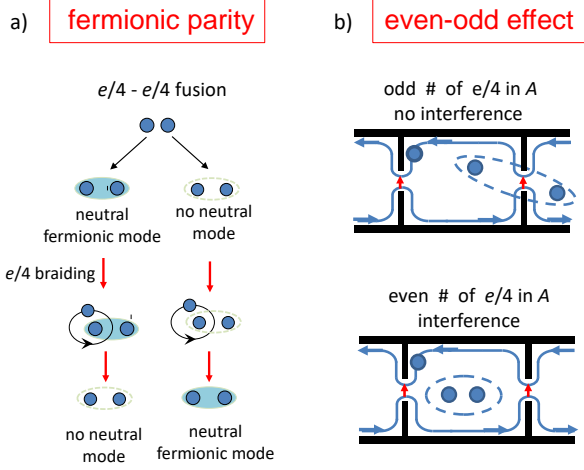 a)
fermionic parity
e/4 - e/4 fusion
neutral
fermionic mode
no neutral
mode
e/4 braiding
no neutral
mode
neutral
fermionic mode
b)
even-odd effect
odd # of e/4 in A
no interference
even # of e/4 in A
interference